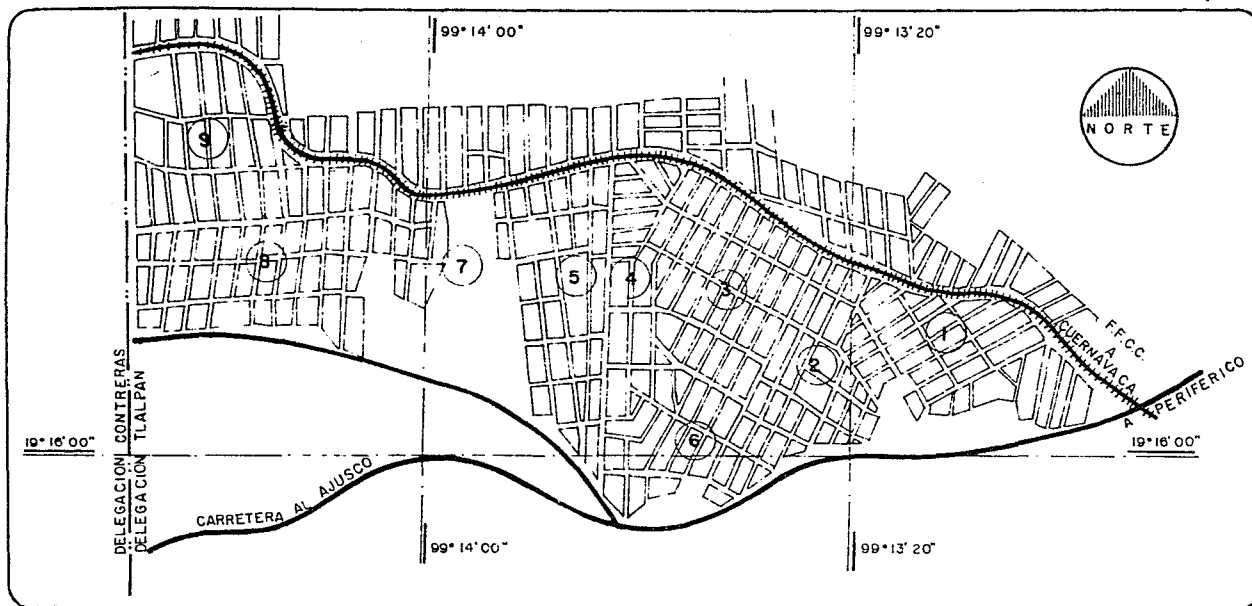 99° 14' 00"
99° 13' 20"
NORTE
9
8
7
5
4
3
1
2
6
F.F.C.C.
A
CUERNAVACA
A PERIFERICO
19° 16' 00"
19° 16' 00"
DELEGACION CONTRERAS
DELEGACION TLALPAN
CARRETERA AL AJUSCO
99° 14' 00"
99° 13' 20"